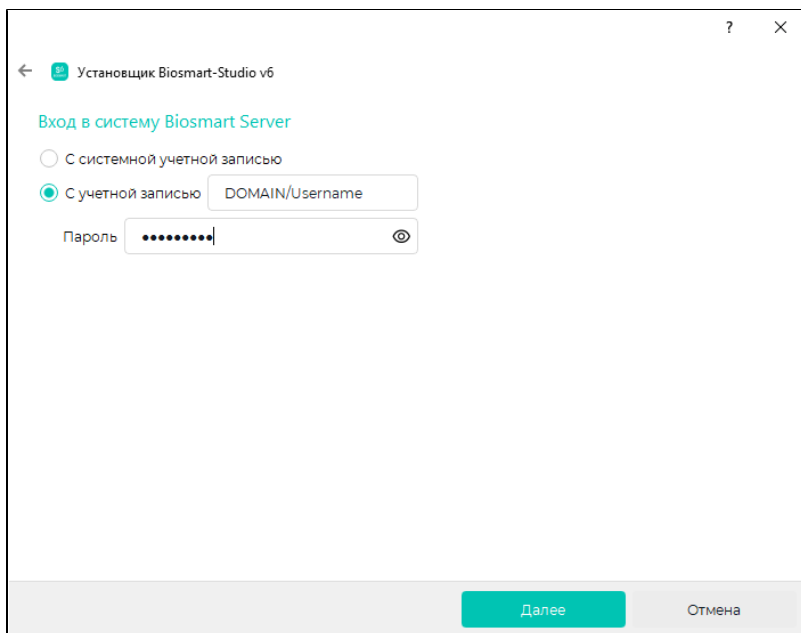 ?
Установщик Biosmart-Studio v6
Вход в систему Biosmart Server
С системной учетной записью
С учетной записью DOMAIN/Username
Пароль •••••••••
Далее Отмена